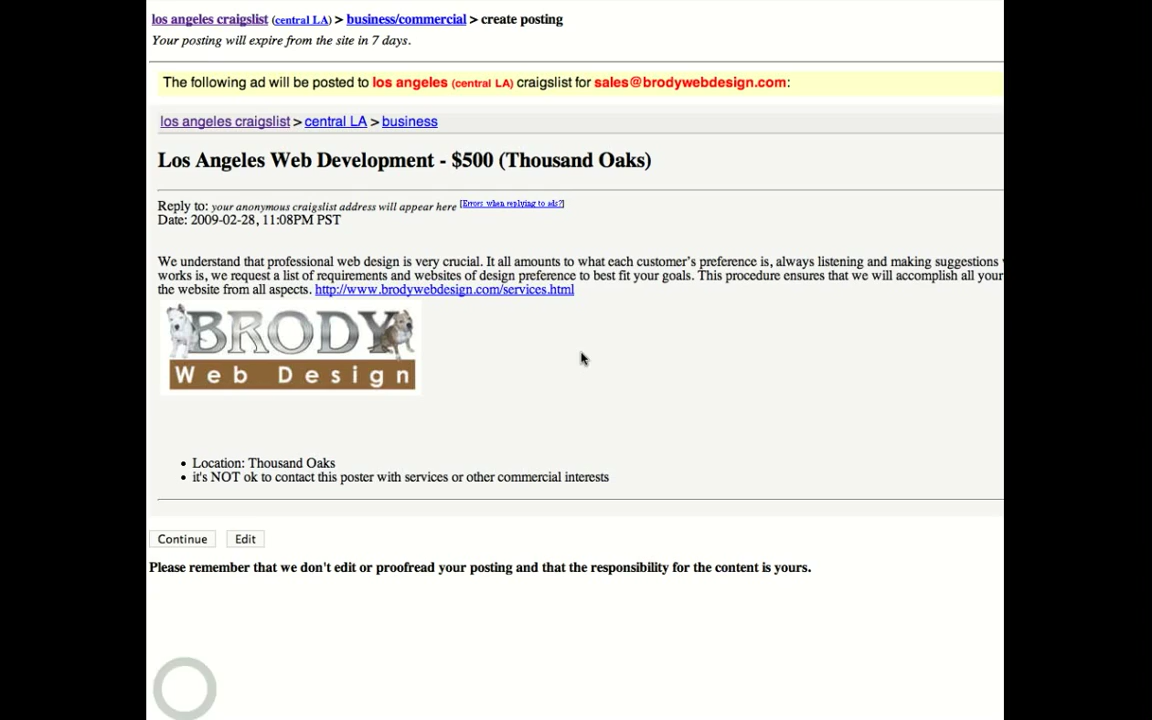 los angeles craigslist (central LA) > business/commercial > create posting
Your posting will expire from the site in 7 days.
The following ad will be posted to los angeles (central LA) craigslist for sales@brodywebdesign.com:
los angeles craigslist > central LA > business
Los Angeles Web Development - $500 (Thousand Oaks)
Reply to: your anonymous craigslist address will appear here [Errors when replying to ads?]
Date: 2009-02-28, 11:08PM PST
We understand that professional web design is very crucial. It all amounts to what each customer's preference is, always listening and making suggestions
works is, we request a list of requirements and websites of design preference to best fit your goals. This procedure ensures that we will accomplish all your
the website from all aspects. http://www.brodywebdesign.com/services.html
BRODY
Web Design
• Location: Thousand Oaks
• it's NOT ok to contact this poster with services or other commercial interests
Continue Edit
Please remember that we don't edit or proofread your posting and that the responsibility for the content is yours.